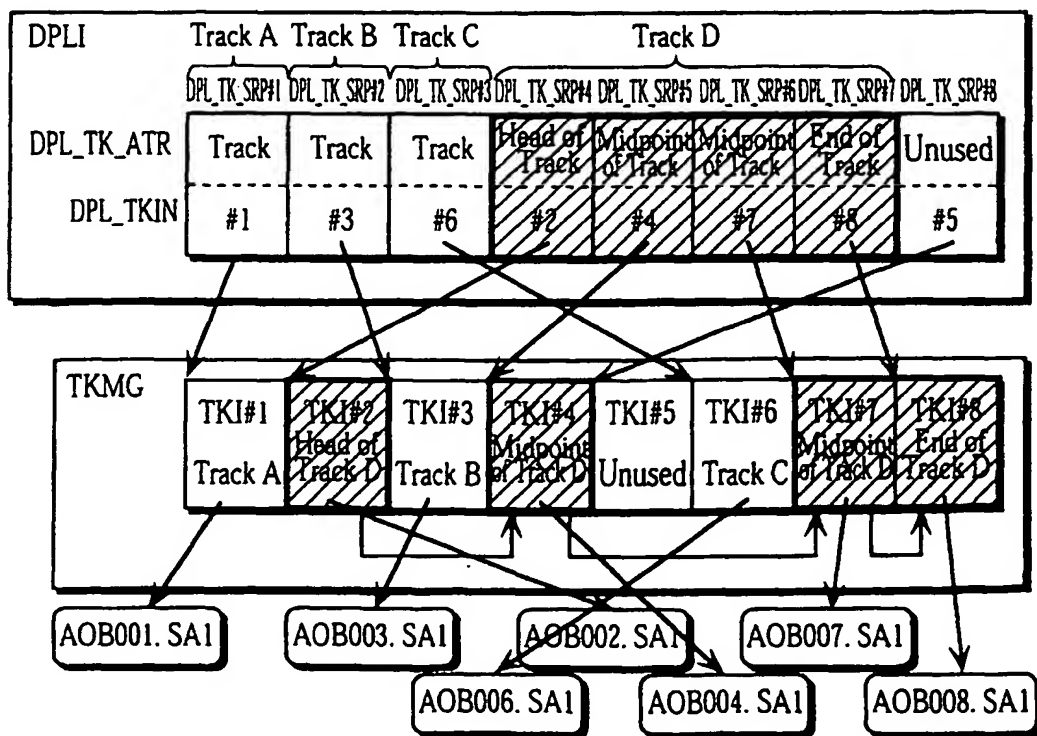 DPLI Track A Track B Track C Track D
DPL_TK_SRP#1 DPL_TK_SRP#2 DPL_TK_SRP#3 DPL_TK_SRP#4 DPL_TK_SRP#5 DPL_TK_SRP#6 DPL_TK_SRP#7 DPL_TK_SRP#8
DPL_TK_ATR Track Track Track Head of Track Midpoint of Track Midpoint of Track End of Track Unused
DPL_TKIN #1 #3 #6 #2 #4 #7 #8 #5
TKMG
TKI#1 TKI#2 TKI#3 TKI#4 TKI#5 TKI#6 TKI#7 TKI#8
Track A Head of Track D Track B Midpoint of Track D Unused Track C Midpoint of Track D End of Track D
AOB001. SA1 AOB003. SA1 AOB002. SA1 AOB007. SA1
AOB006. SA1 AOB004. SA1 AOB008. SA1